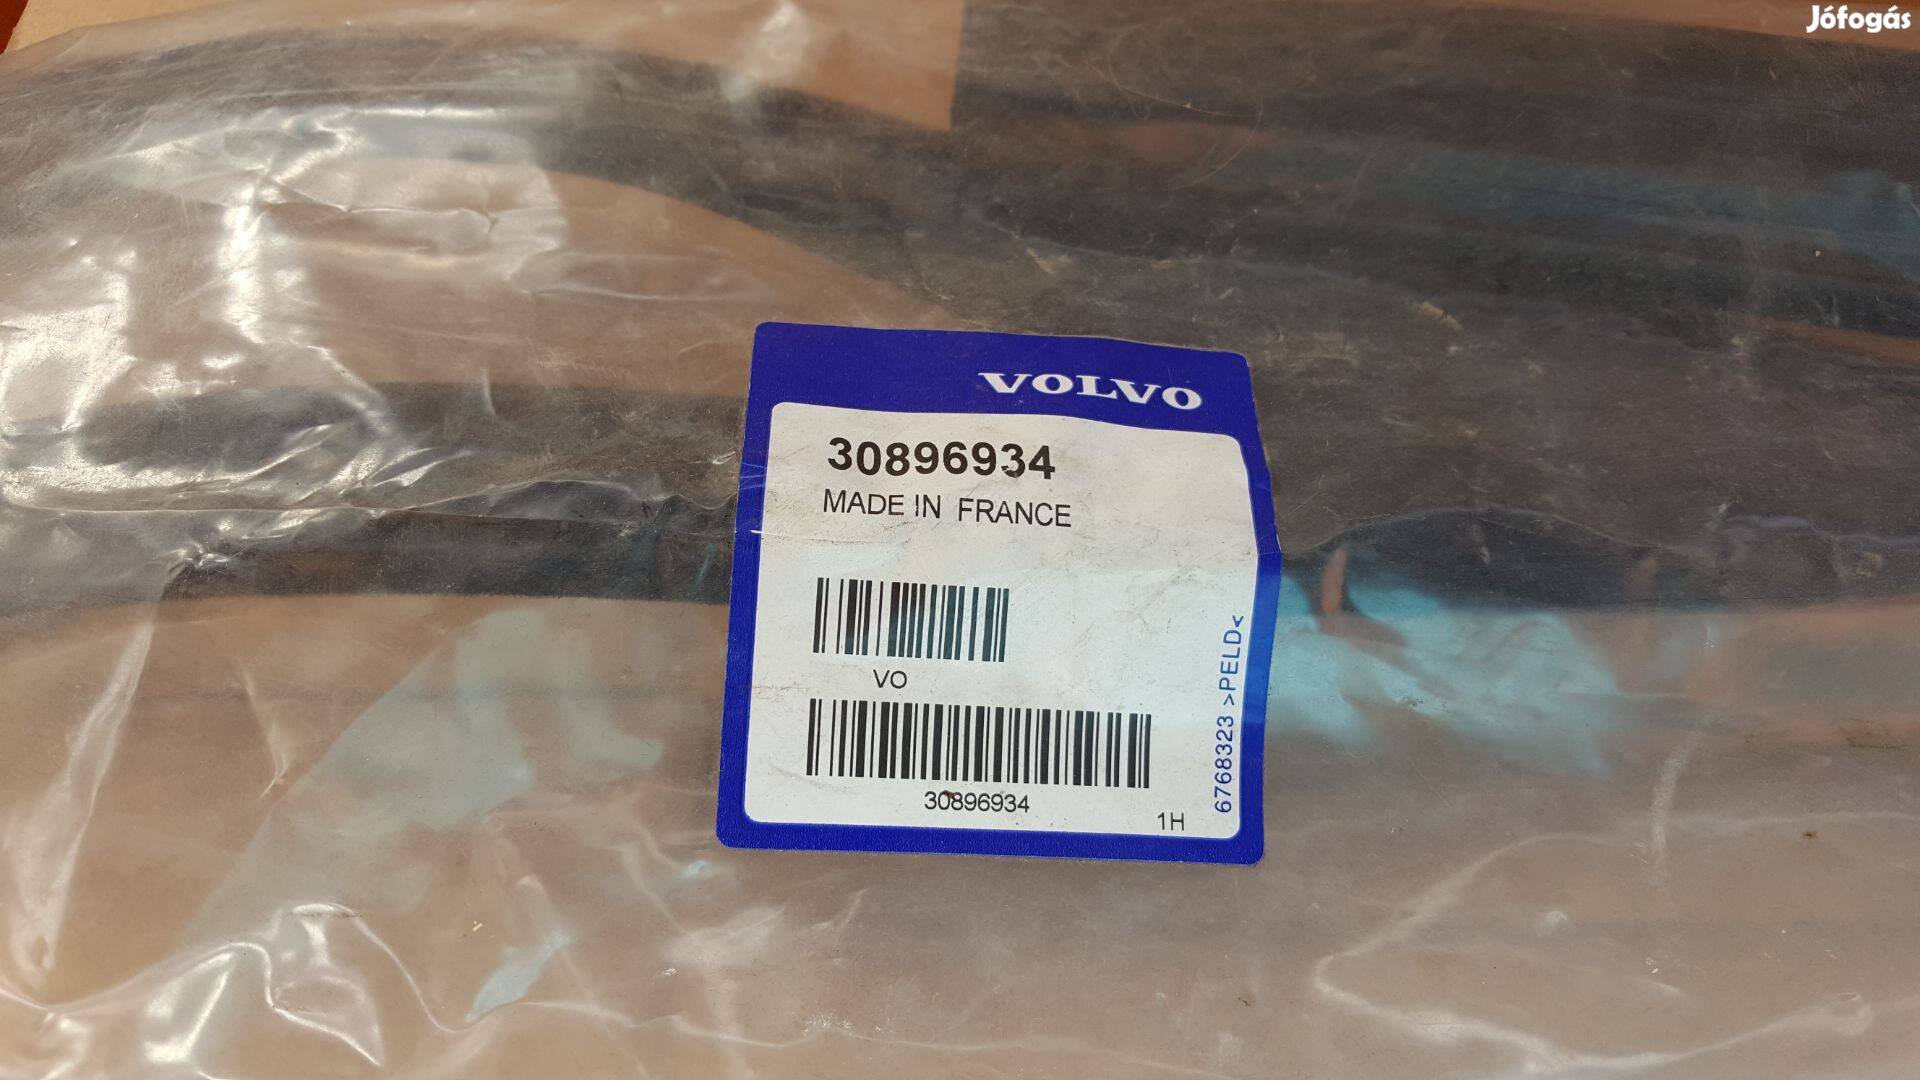 Jófogás
VOLVO
30896934
MADE IN FRANCE
VO
30896934
1H
6768323 >PELD<